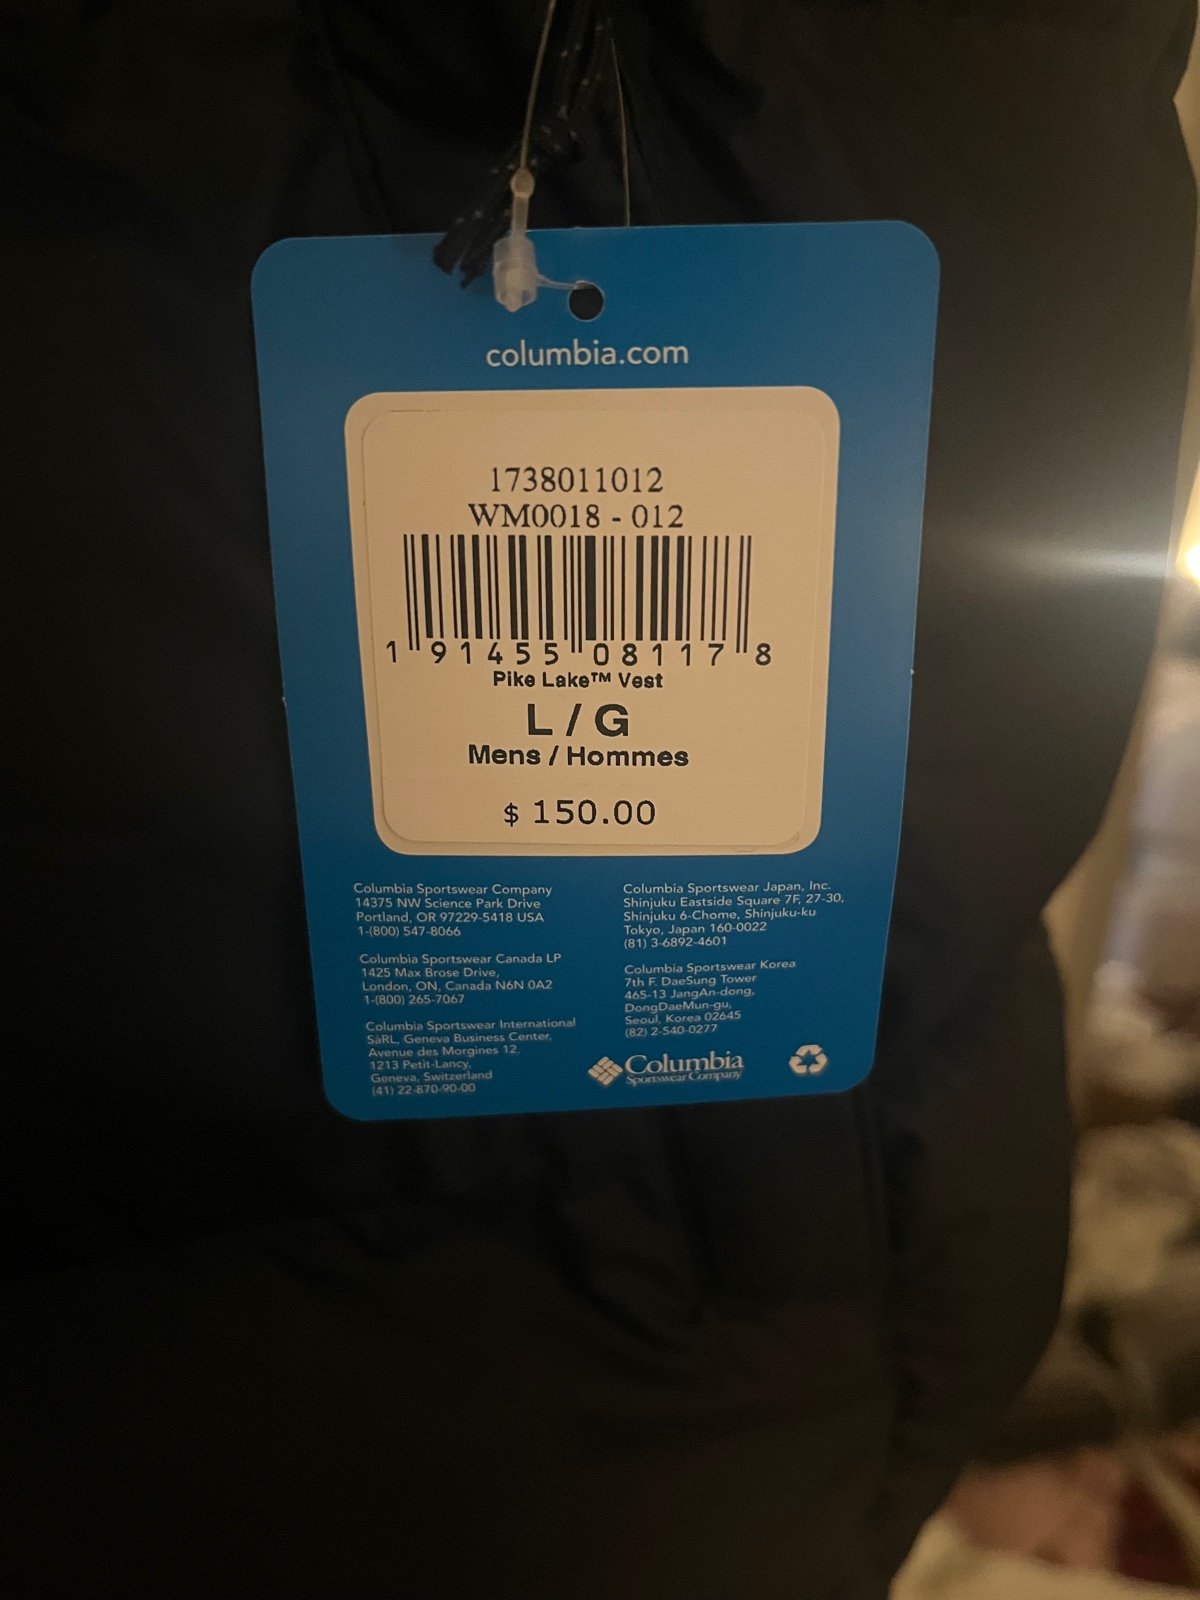 columbia.com
1738011012
WM0018 - 012
1 91455 08117 8
Pike Lake™ Vest
L / G
Mens / Hommes
$ 150.00
Columbia Sportswear Company
14375 NW Science Park Drive
Portland, OR 97229-5418 USA
1-(800) 547-8066
Columbia Sportswear Canada LP
1425 Max Brose Drive,
London, ON, Canada N6N 0A2
1-(800) 265-7067
Columbia Sportswear International
SàRL, Geneva Business Center,
Avenue des Morgines 12,
1213 Petit-Lancy,
Geneva, Switzerland
(41) 22-870-90-00
Columbia Sportswear Japan, Inc.
Shinjuku Eastside Square 7F, 27-30,
Shinjuku 6-Chome, Shinjuku-ku
Tokyo, Japan 160-0022
(81) 3-6892-4601
Columbia Sportswear Korea
7th F. DaeSung Tower
465-13 JangAn-dong,
DongDaeMun-gu,
Seoul, Korea 02645
(82) 2-540-0277
Columbia
Sportswear Company